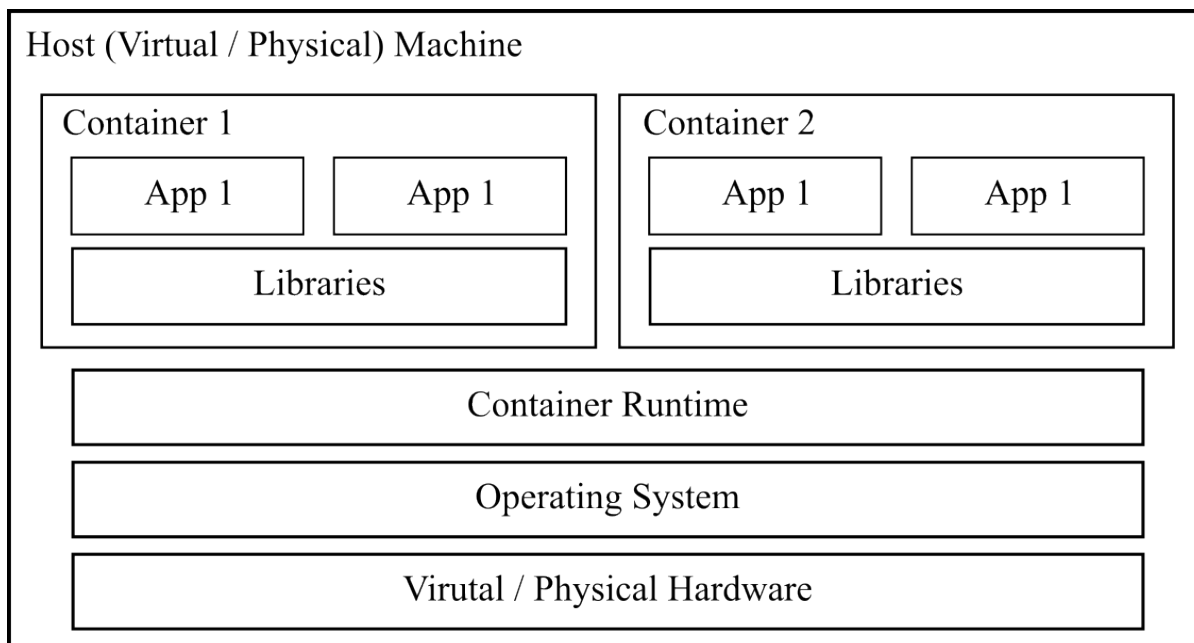 Host (Virtual / Physical) Machine
Container 1
App 1
App 1
Libraries
Container 2
App 1
App 1
Libraries
Container Runtime
Operating System
Virutal / Physical Hardware